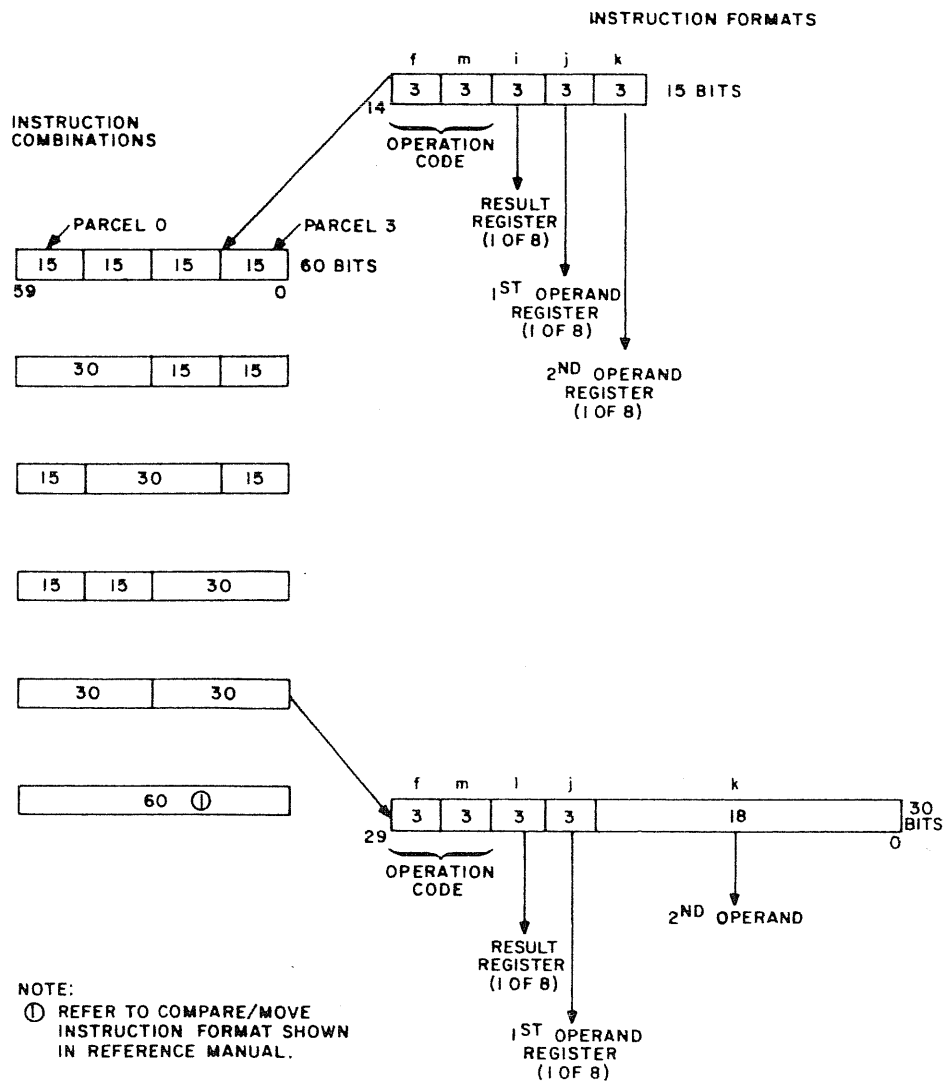 INSTRUCTION FORMATS
f m i j k
3 3 3 3 3 15 BITS
14
INSTRUCTION
COMBINATIONS
OPERATION
CODE
RESULT
REGISTER
(1 OF 8)
PARCEL 0
PARCEL 3
15 15 15 15 60 BITS
59 0
1ST OPERAND
REGISTER
(1 OF 8)
30 15 15
2ND OPERAND
REGISTER
(1 OF 8)
15 30 15
15 15 30
30 30
60 ①
f m l j k
3 3 3 3 18 30
BITS
29 0
OPERATION
CODE
2ND OPERAND
RESULT
REGISTER
(1 OF 8)
1ST OPERAND
REGISTER
(1 OF 8)
NOTE:
① REFER TO COMPARE/MOVE
INSTRUCTION FORMAT SHOWN
IN REFERENCE MANUAL.